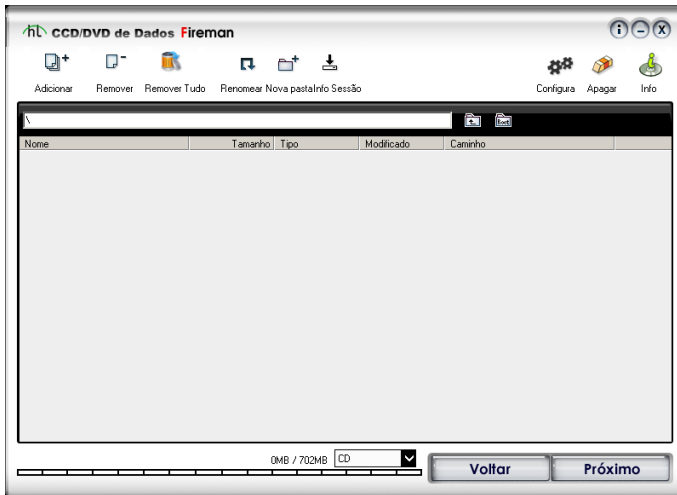 CCD/DVD de Dados Fireman
Adicionar Remover Remover Tudo Renomear Nova pasta Info Sessão Configura Apagar Info
\
Nome Tamanho Tipo Modificado Caminho
0MB / 702MB CD
Voltar Próximo